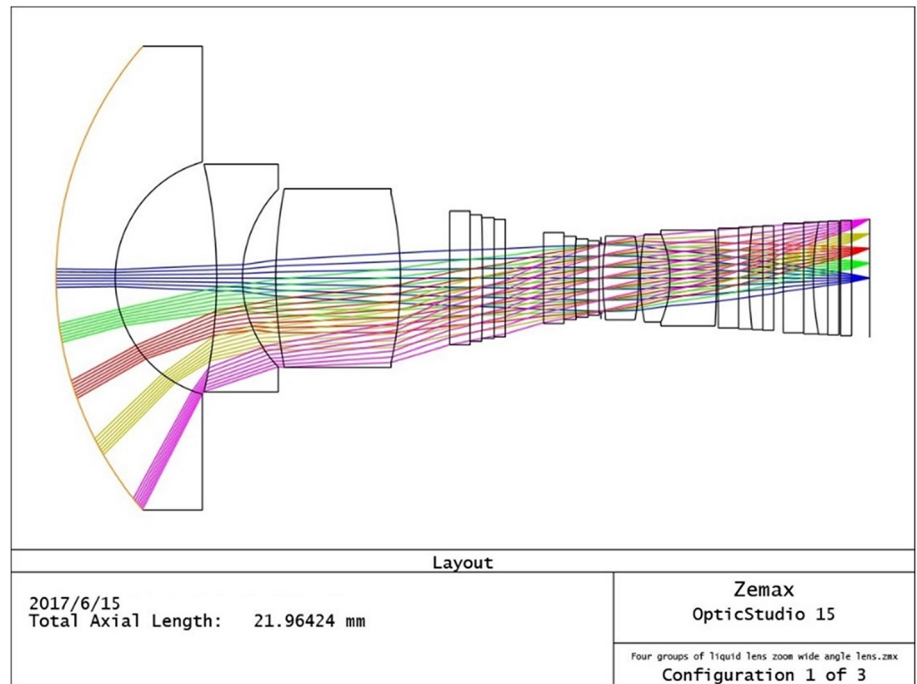 Layout
2017/6/15
Total Axial Length: 21.96424 mm
Zemax
OpticStudio 15
Four groups of liquid lens zoom wide angle lens.zmx
Configuration 1 of 3